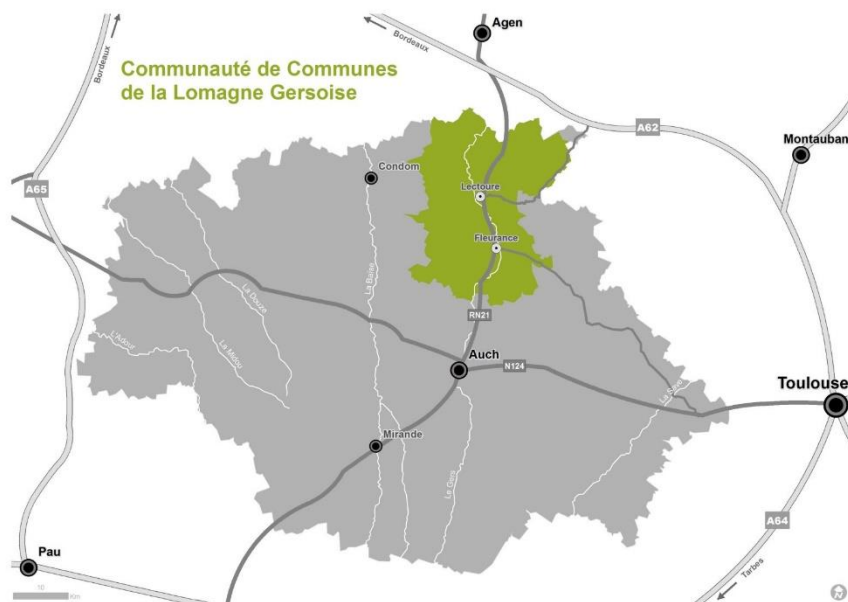 Agen
Bordeaux
Bordeaux
Communauté de Communes
de la Lomagne Gersoise
A62
Montauban
Condom
A65
Lectoure
Fleurance
La Baïse
La Douze
L'Adour
La Midou
RN21
Auch
N124
La Save
Toulouse
Mirande
Le Gers
A64
Pau
Tarbes
10
Km